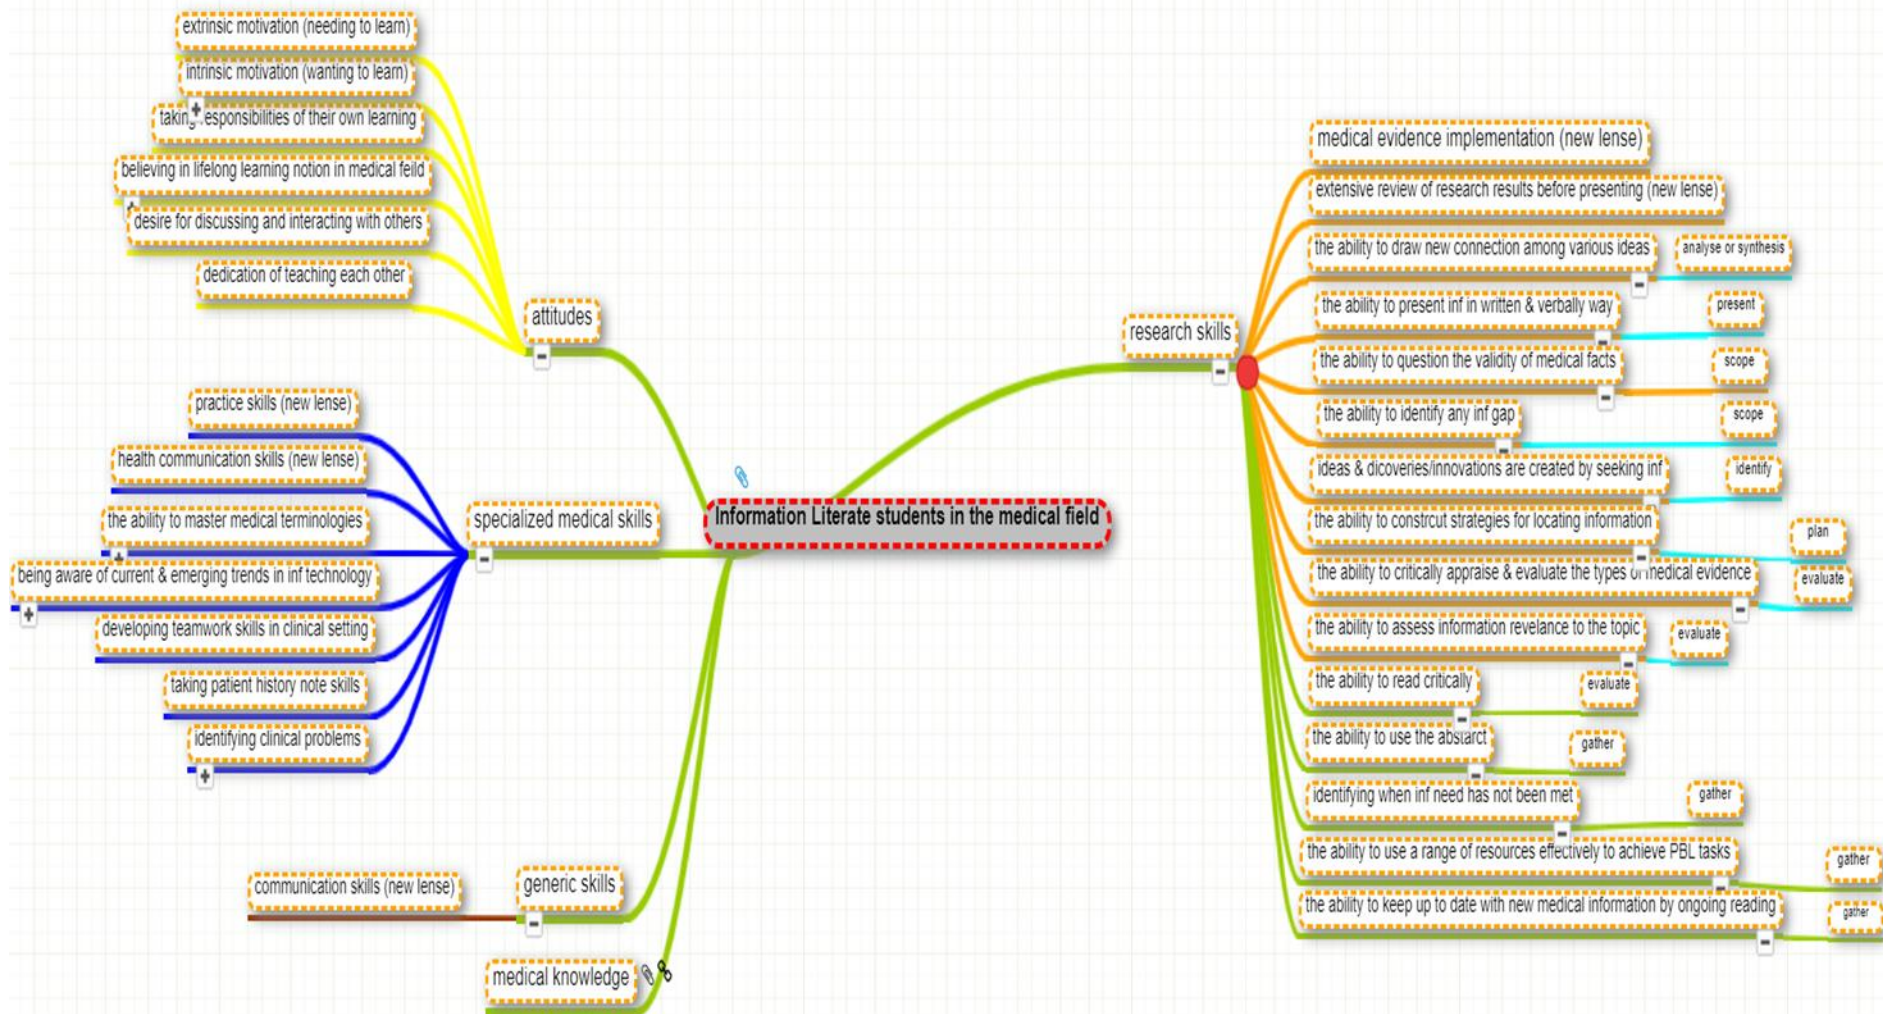 extrinsic motivation (needing to learn)
intrinsic motivation (wanting to learn)
taking responsibilities of their own learning
believing in lifelong learning notion in medical feild
desire for discussing and interacting with others
dedication of teaching each other
attitudes
practice skills (new lense)
health communication skills (new lense)
the ability to master medical terminologies
being aware of current & emerging trends in inf technology
developing teamwork skills in clinical setting
taking patient history note skills
identifying clinical problems
specialized medical skills
communication skills (new lense)
generic skills
medical knowledge
Information Literate students in the medical field
research skills
medical evidence implementation (new lense)
extensive review of research results before presenting (new lense)
the ability to draw new connection among various ideas
analyse or synthesis
the ability to present inf in written & verbally way
present
the ability to question the validity of medical facts
scope
the ability to identify any inf gap
scope
ideas & dicoveries/innovations are created by seeking inf
identify
the ability to constrcut strategies for locating information
plan
the ability to critically appraise & evaluate the types of medical evidence
evaluate
the ability to assess information revelance to the topic
evaluate
the ability to read critically
evaluate
the ability to use the abstarct
gather
identifying when inf need has not been met
gather
the ability to use a range of resources effectively to achieve PBL tasks
gather
the ability to keep up to date with new medical information by ongoing reading
gather